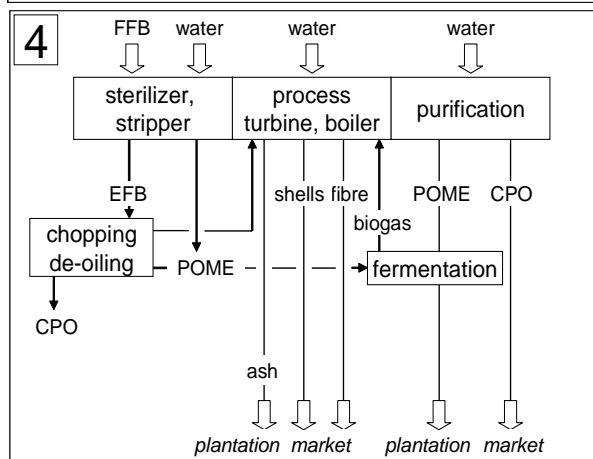 4
FFB water water water
sterilizer,
stripper
process
turbine, boiler
purification
EFB
shells fibre
POME CPO
biogas
chopping
de-oiling
POME
fermentation
CPO
ash
plantation market plantation market